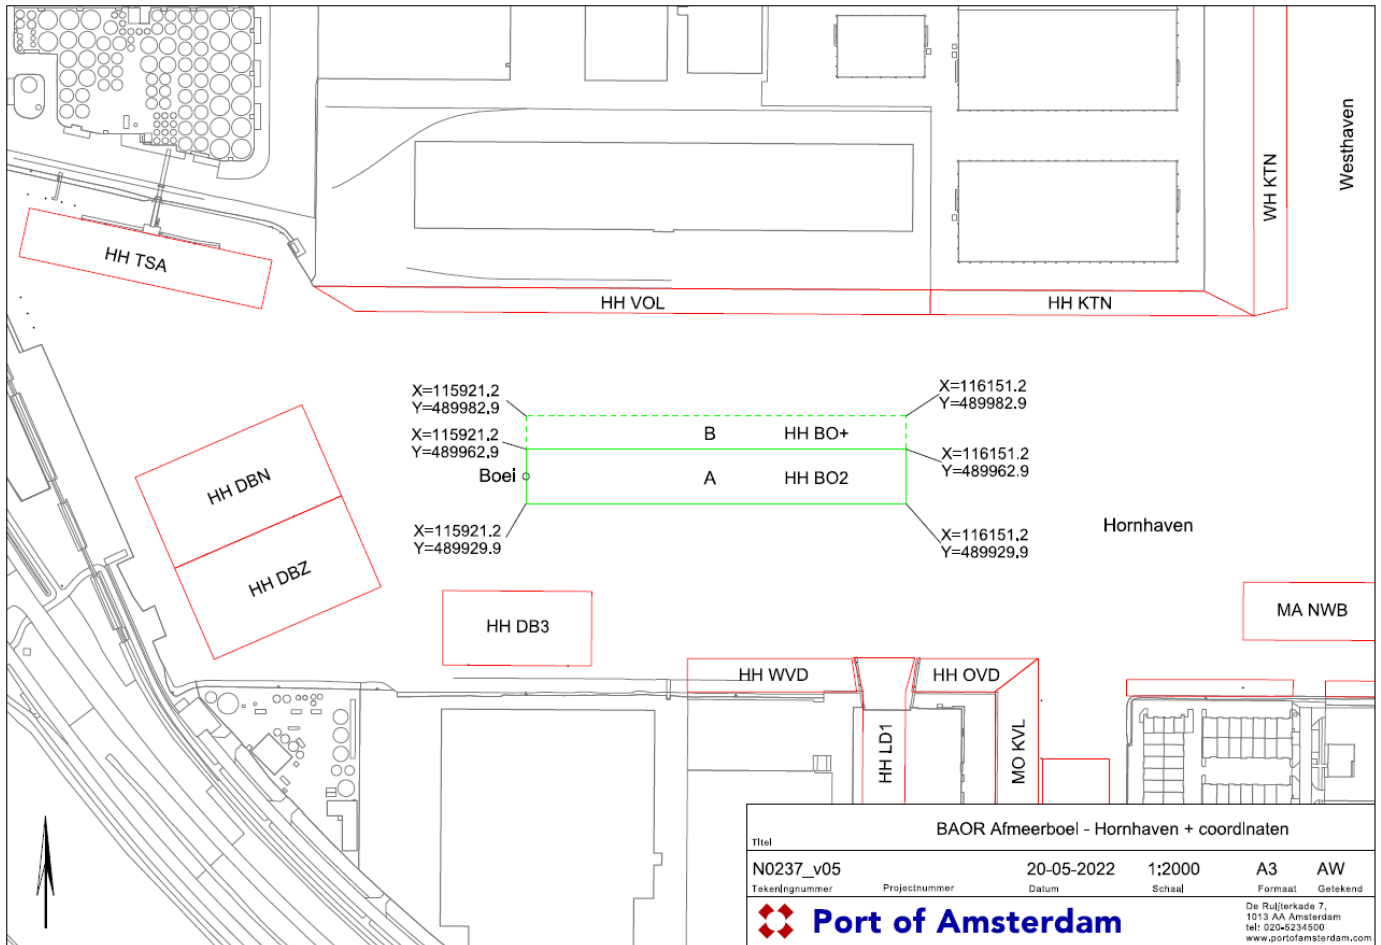 Westhaven
WH KTN
HH TSA
HH VOL
HH KTN
X=115921.2
Y=489982.9
X=116151.2
Y=489982.9
B HH BO+
X=115921.2
Y=489962.9
X=116151.2
Y=489962.9
Boei
A HH BO2
HH DBN
X=115921.2
Y=489929.9
X=116151.2
Y=489929.9
Hornhaven
HH DBZ
HH DB3
MA NWB
HH WVD
HH OVD
HH LD1
MO KVL
BAOR Afmeerboei - Hornhaven + coordinaten
Titel
N0237_v05 20-05-2022 1:2000 A3 AW
Tekeningnummer Projectnummer Datum Schaal Formaat Getekend
Port of Amsterdam
De Ruijterkade 7,
1013 AA Amsterdam
tel: 020-5234500
www.portofamsterdam.com